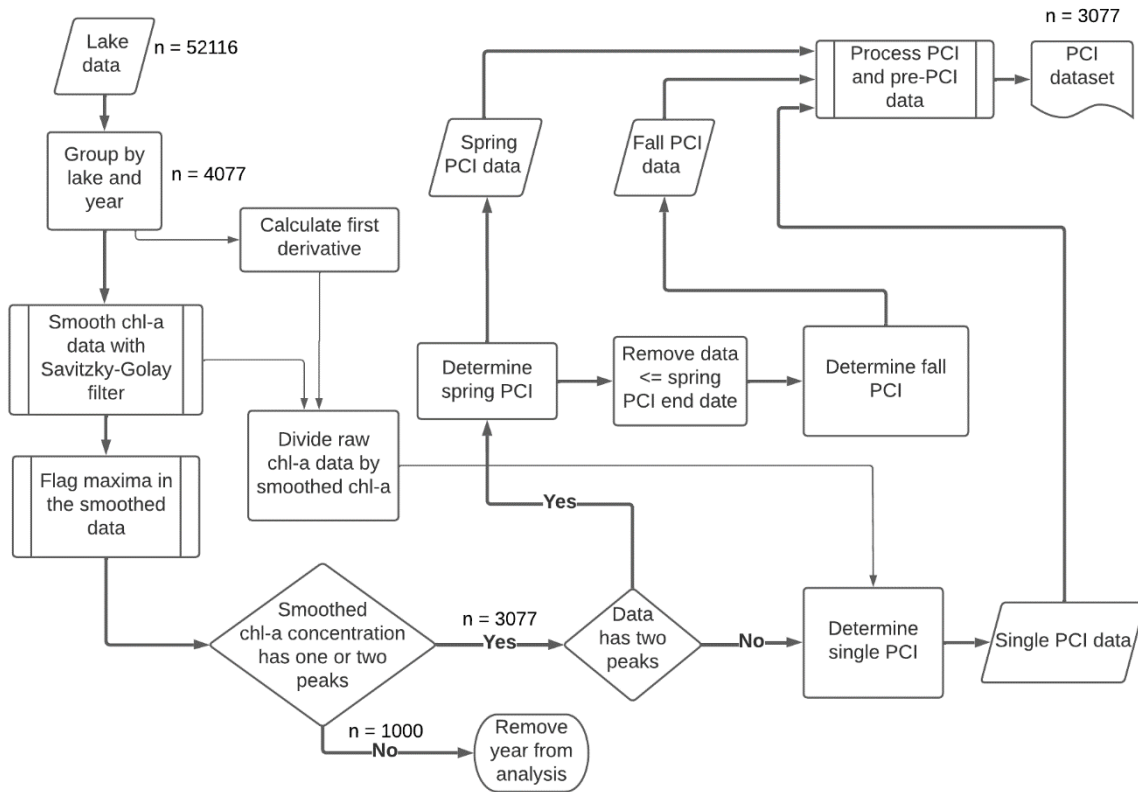 Lake
data
n = 52116
Group by
lake and
year
n = 4077
Calculate first
derivative
Smooth chl-a
data with
Savitzky-Golay
filter
Divide raw
chl-a data by
smoothed chl-a
Flag maxima in
the smoothed
data
Smoothed
chl-a concentration
has one or two
peaks
n = 3077
Yes
n = 1000
No
Remove
year from
analysis
Data
has two
peaks
Yes
No
Determine
spring PCI
Remove data
<= spring
PCI end date
Determine fall
PCI
Spring
PCI data
Fall PCI
data
Determine
single PCI
Single PCI data
Process PCI
and pre-PCI
data
n = 3077
PCI
dataset